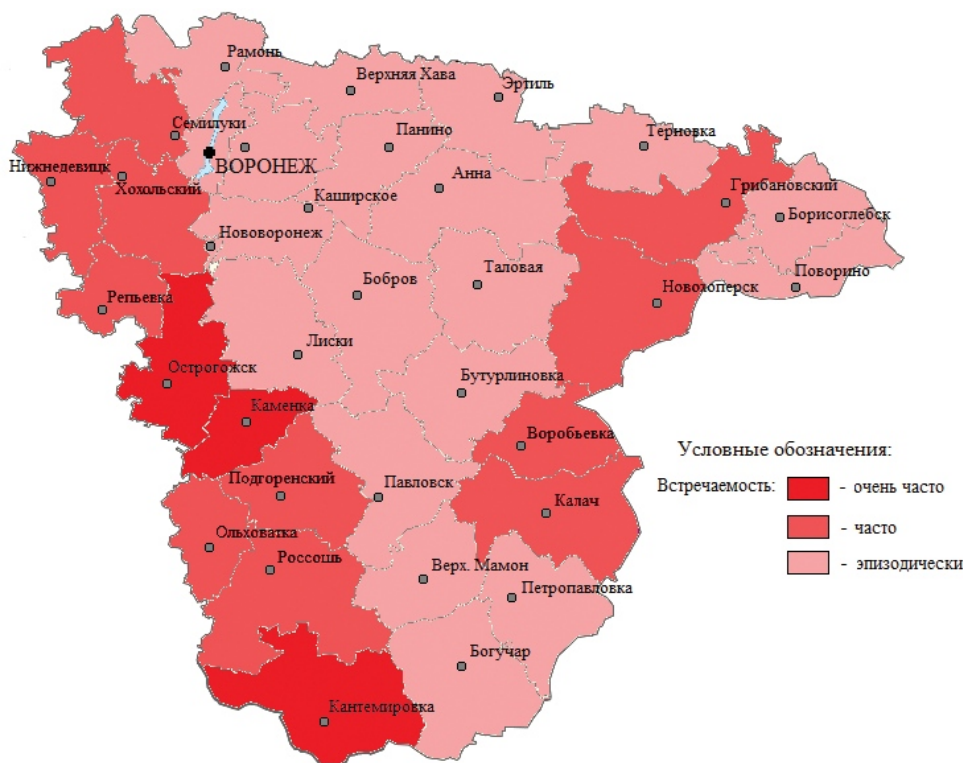 Рамонь
Верхняя Хава
Эртиль
Семилуки
Панино
Терновка
ВОРОНЕЖ
Нижнедевицк
Хохольский
Анна
Грибановский
Каширское
Борисоглебск
Нововоронеж
Таловая
Поворино
Бобров
Новохоперск
Репьевка
Лиски
Острогожск
Бутурлиновка
Каменка
Воробьевка
Условные обозначения:
Подгоренский
Павловск
Встречаемость:
- очень часто
Калач
- часто
Ольховатка
Россошь
Верх. Мамон
- эпизодически
Петропавловка
Богучар
Кантемировка